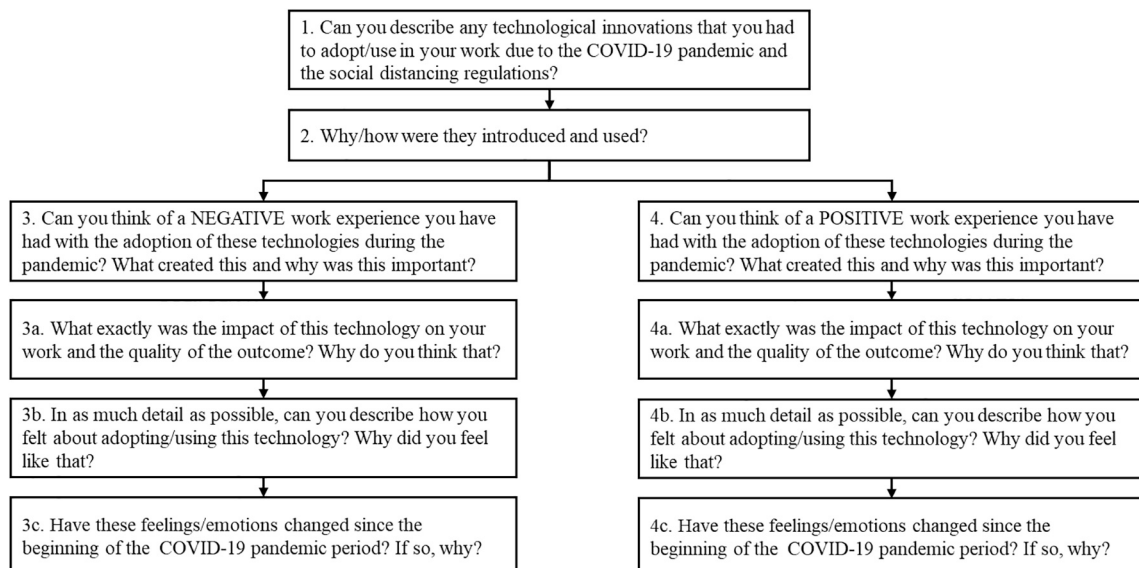 1. Can you describe any technological innovations that you had
to adopt/use in your work due to the COVID-19 pandemic and
the social distancing regulations?
2. Why/how were they introduced and used?
3. Can you think of a NEGATIVE work experience you have
had with the adoption of these technologies during the
pandemic? What created this and why was this important?
3a. What exactly was the impact of this technology on your
work and the quality of the outcome? Why do you think that?
3b. In as much detail as possible, can you describe how you
felt about adopting/using this technology? Why did you feel
like that?
3c. Have these feelings/emotions changed since the
beginning of the COVID-19 pandemic period? If so, why?
4. Can you think of a POSITIVE work experience you have
had with the adoption of these technologies during the
pandemic? What created this and why was this important?
4a. What exactly was the impact of this technology on your
work and the quality of the outcome? Why do you think that?
4b. In as much detail as possible, can you describe how you
felt about adopting/using this technology? Why did you feel
like that?
4c. Have these feelings/emotions changed since the
beginning of the COVID-19 pandemic period? If so, why?